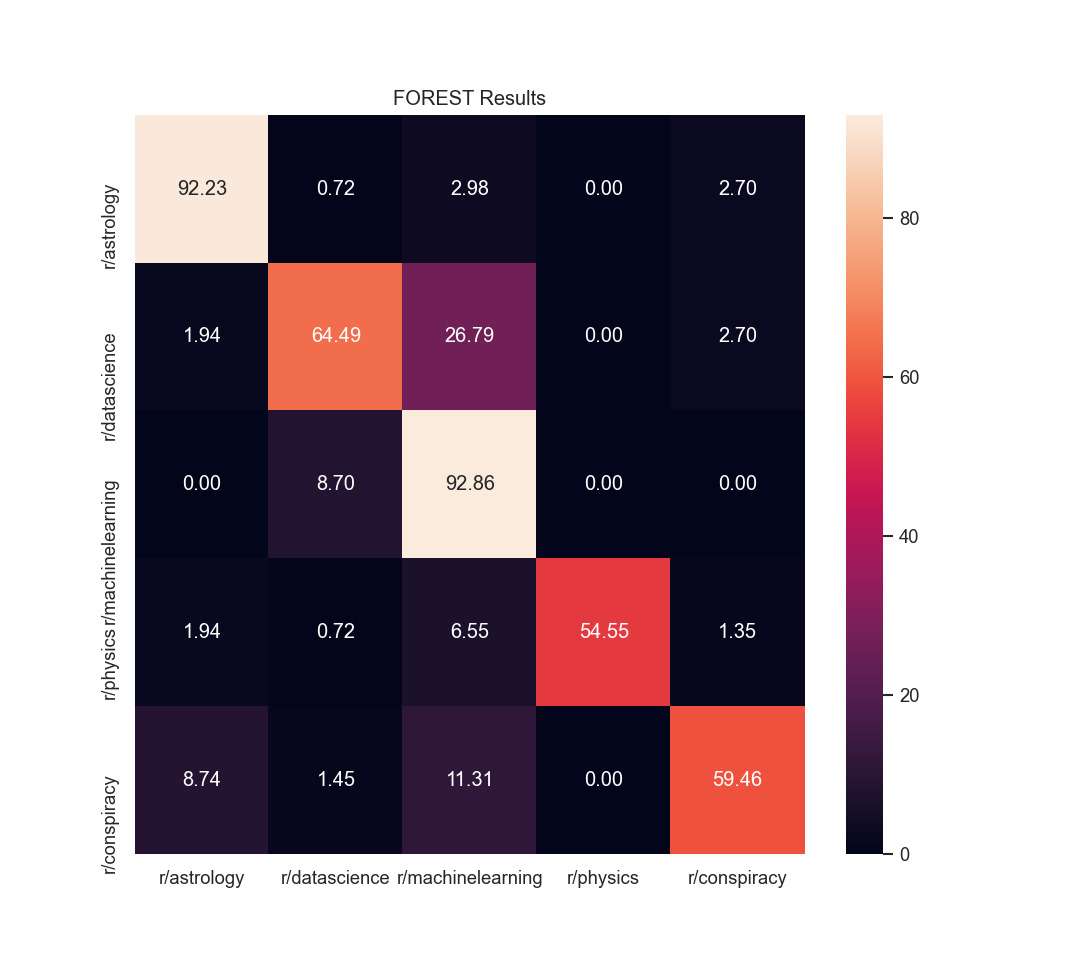 FOREST Results
r/astrology
92.23 0.72 2.98 0.00 2.70
r/datascience
1.94 64.49 26.79 0.00 2.70
r/machinelearning
0.00 8.70 92.86 0.00 0.00
r/physics
1.94 0.72 6.55 54.55 1.35
r/conspiracy
8.74 1.45 11.31 0.00 59.46
r/astrology r/datascience r/machinelearning r/physics r/conspiracy
80
60
40
20
0